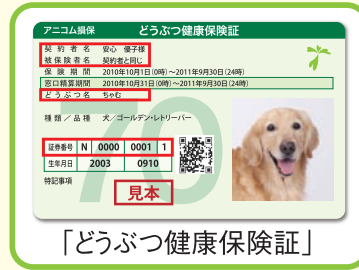 アニコム損保 どうぶつ健康保険証
契約者名 安心 優子様
被保険者名 契約者と同じ
保険期間 2010年10月1日(0時)～2011年9月30日(24時)
窓口精算期間 2010年10月31日(0時)～2011年9月30日(24時)
どうぶつ名 ちゃむ
種類／品種 犬／ゴールデン・レトリーバー
証券番号 N 0000 0001 1
生年月日 2003 0910
特記事項
70
見本
「どうぶつ健康保険証」